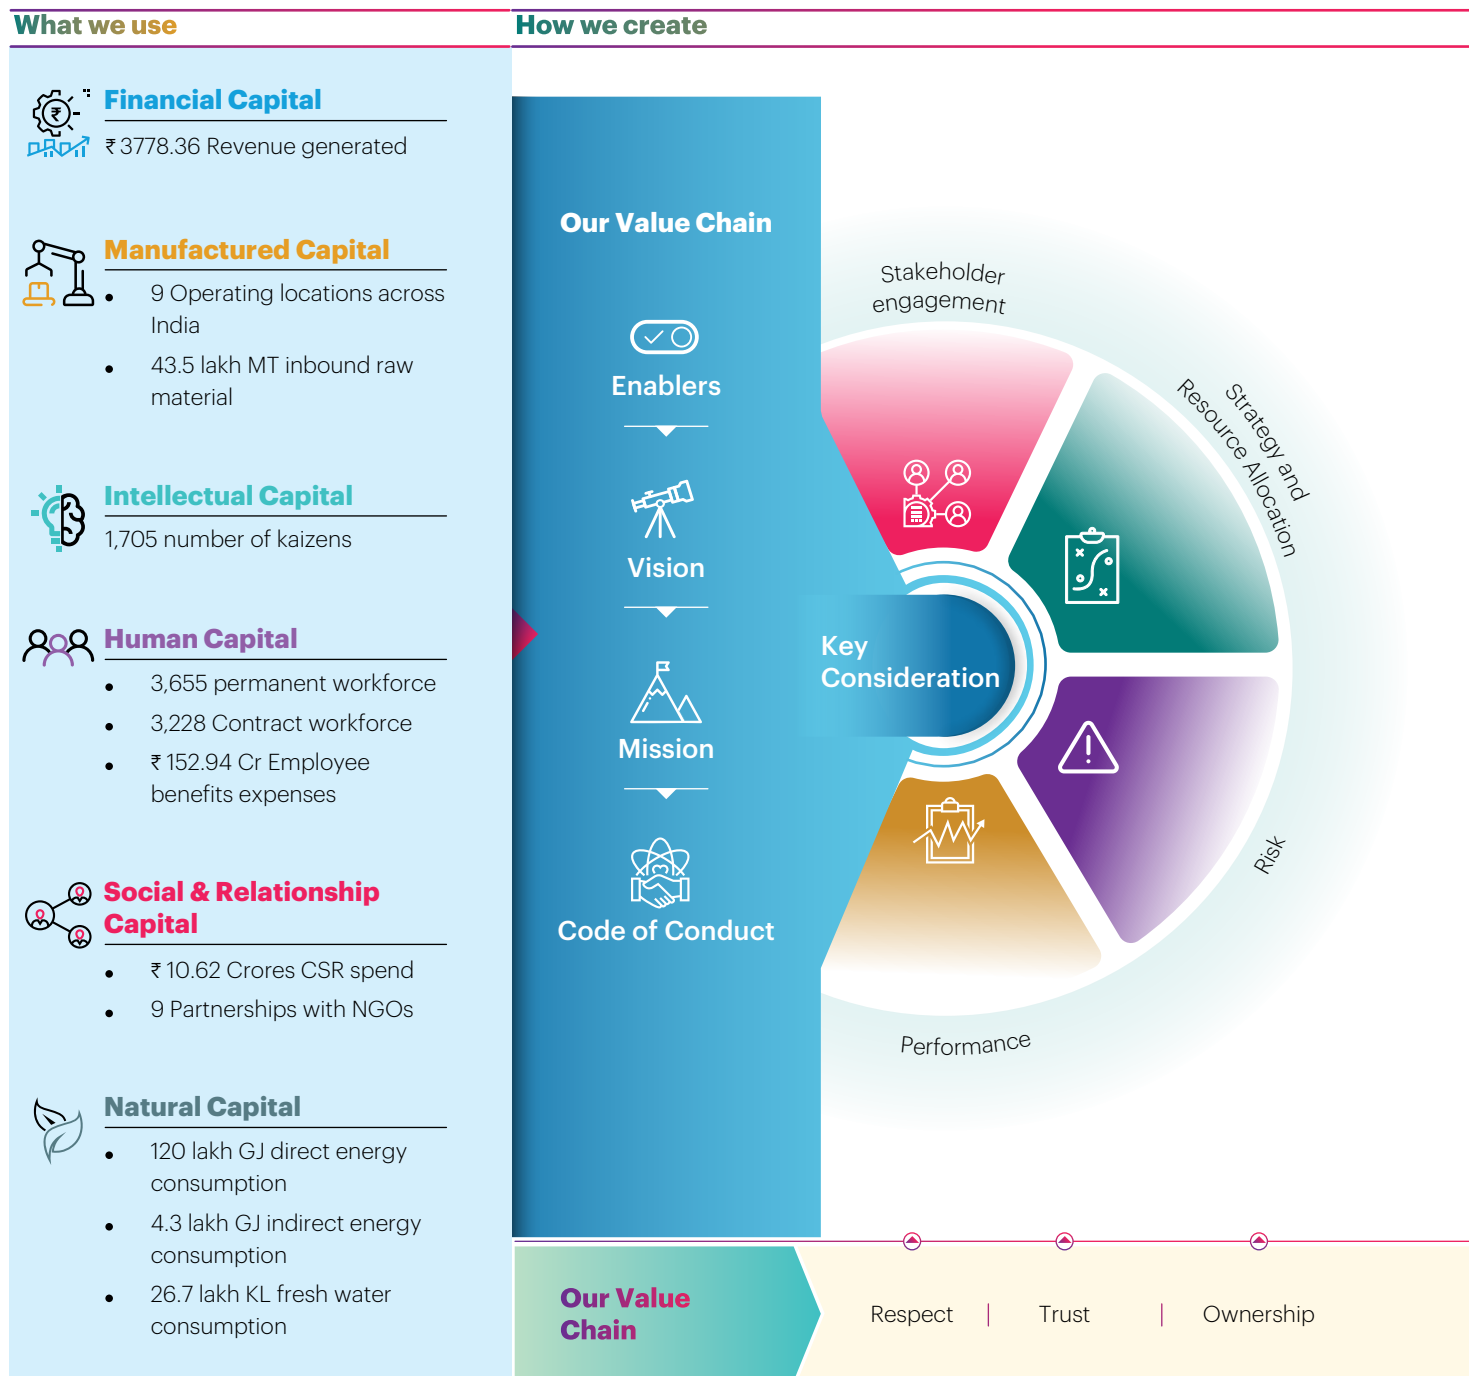 What we use
How we create
Financial Capital
₹ 3778.36 Revenue generated
Manufactured Capital
• 9 Operating locations across
India
• 43.5 lakh MT inbound raw
material
Intellectual Capital
1,705 number of kaizens
Human Capital
• 3,655 permanent workforce
• 3,228 Contract workforce
• ₹ 152.94 Cr Employee
benefits expenses
Social & Relationship
Capital
• ₹ 10.62 Crores CSR spend
• 9 Partnerships with NGOs
Natural Capital
• 120 lakh GJ direct energy
consumption
• 4.3 lakh GJ indirect energy
consumption
• 26.7 lakh KL fresh water
consumption
Our Value Chain
Enablers
Vision
Mission
Code of Conduct
Key
Consideration
Stakeholder
engagement
Strategy and
Resource Allocation
Risk
Performance
Our Value
Chain
Respect | Trust | Ownership